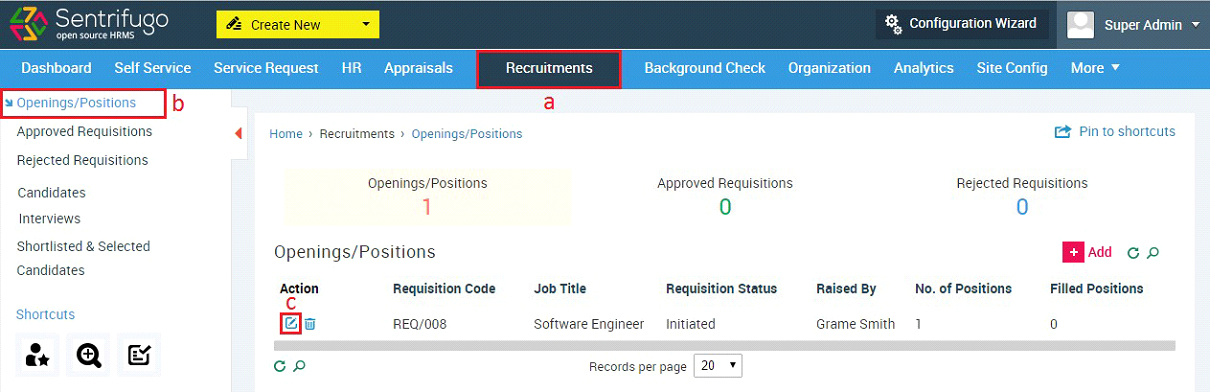 Sentrifugo
open source HRMS
Create New
Configuration Wizard
Super Admin
Dashboard Self Service Service Request HR Appraisals Recruitments Background Check Organization Analytics Site Config More
a
Openings/Positions
b
Approved Requisitions
Rejected Requisitions
Candidates
Interviews
Shortlisted & Selected
Candidates
Shortcuts
Home › Recruitments › Openings/Positions
Pin to shortcuts
Openings/Positions Approved Requisitions Rejected Requisitions
1 0 0
Openings/Positions
+ Add
Action Requisition Code Job Title Requisition Status Raised By No. of Positions Filled Positions
c
REQ/008 Software Engineer Initiated Grame Smith 1 0
Records per page 20